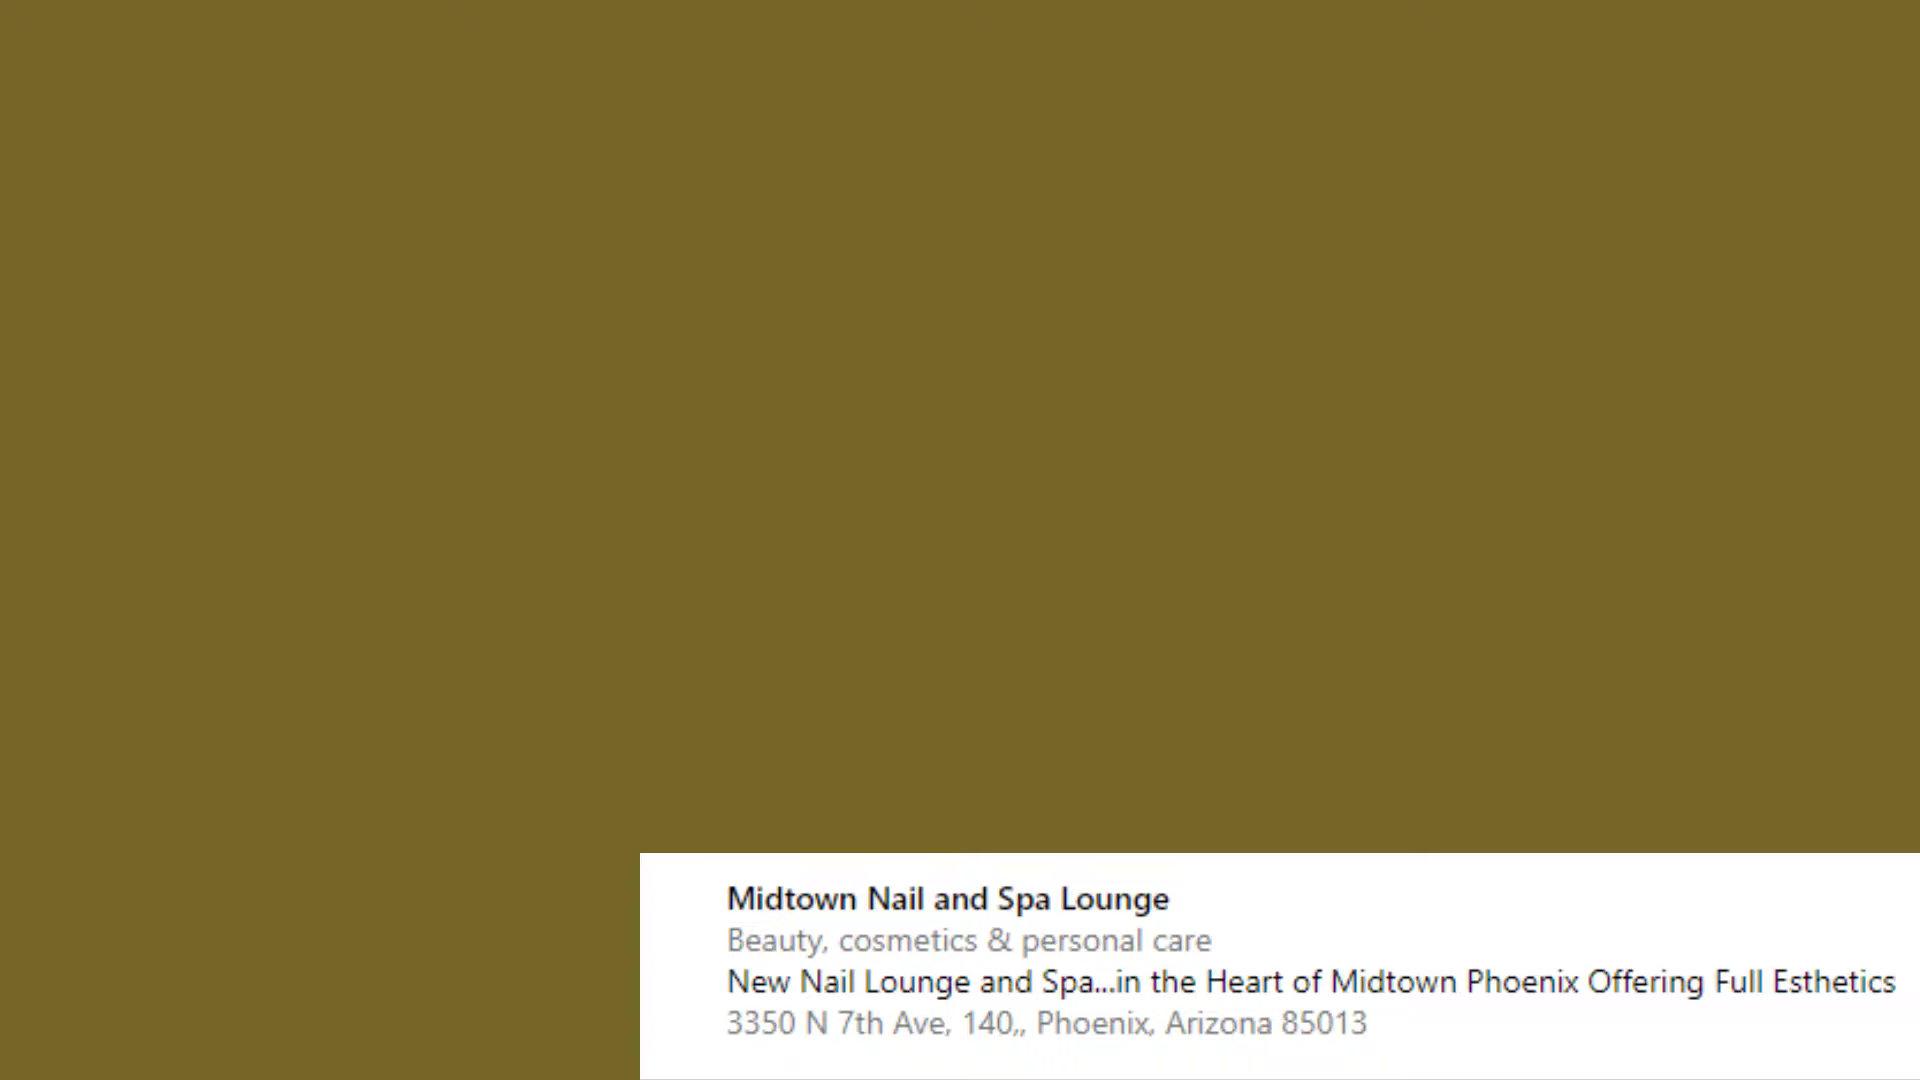 Midtown Nail and Spa Lounge
Beauty, cosmetics & personal care
New Nail Lounge and Spa...in the Heart of Midtown Phoenix Offering Full Esthetics
3350 N 7th Ave, 140,, Phoenix, Arizona 85013